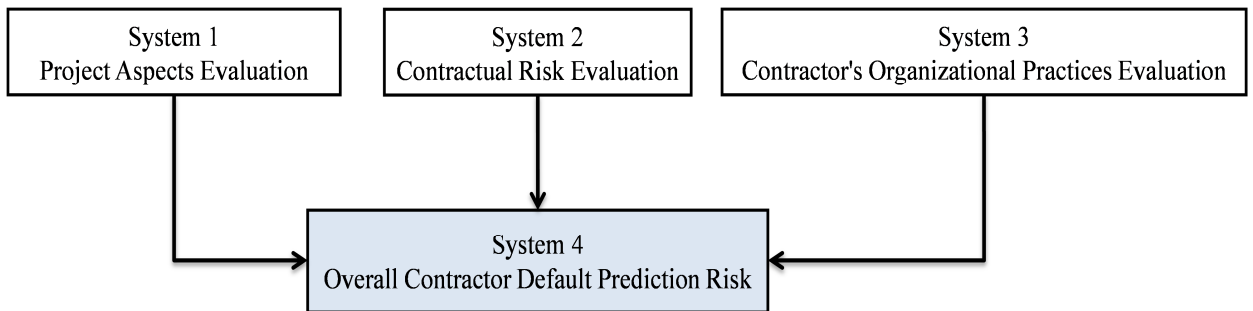 System 1
Project Aspects Evaluation
System 2
Contractual Risk Evaluation
System 3
Contractor's Organizational Practices Evaluation
System 4
Overall Contractor Default Prediction Risk